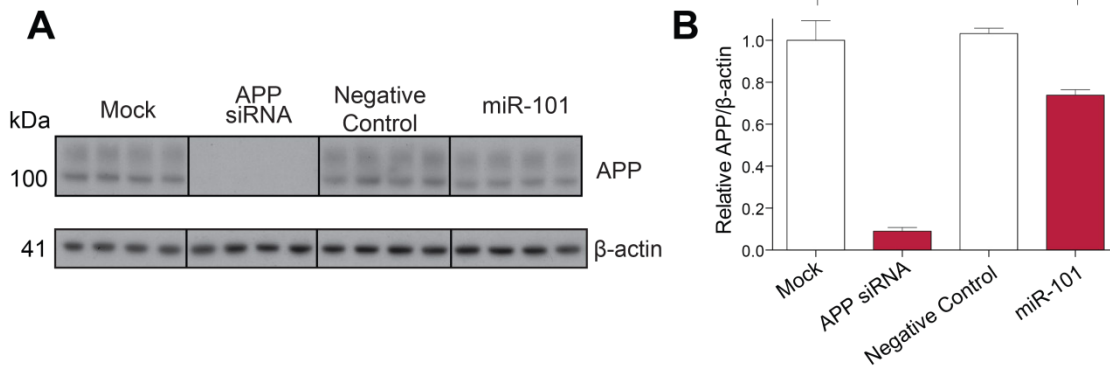 A
kDa
Mock
APP
siRNA
Negative
Control
miR-101
100
APP
41
β-actin
B
Relative APP/β-actin
1.0
0.8
0.6
0.4
0.2
0.0
Mock
APP siRNA
Negative Control
miR-101